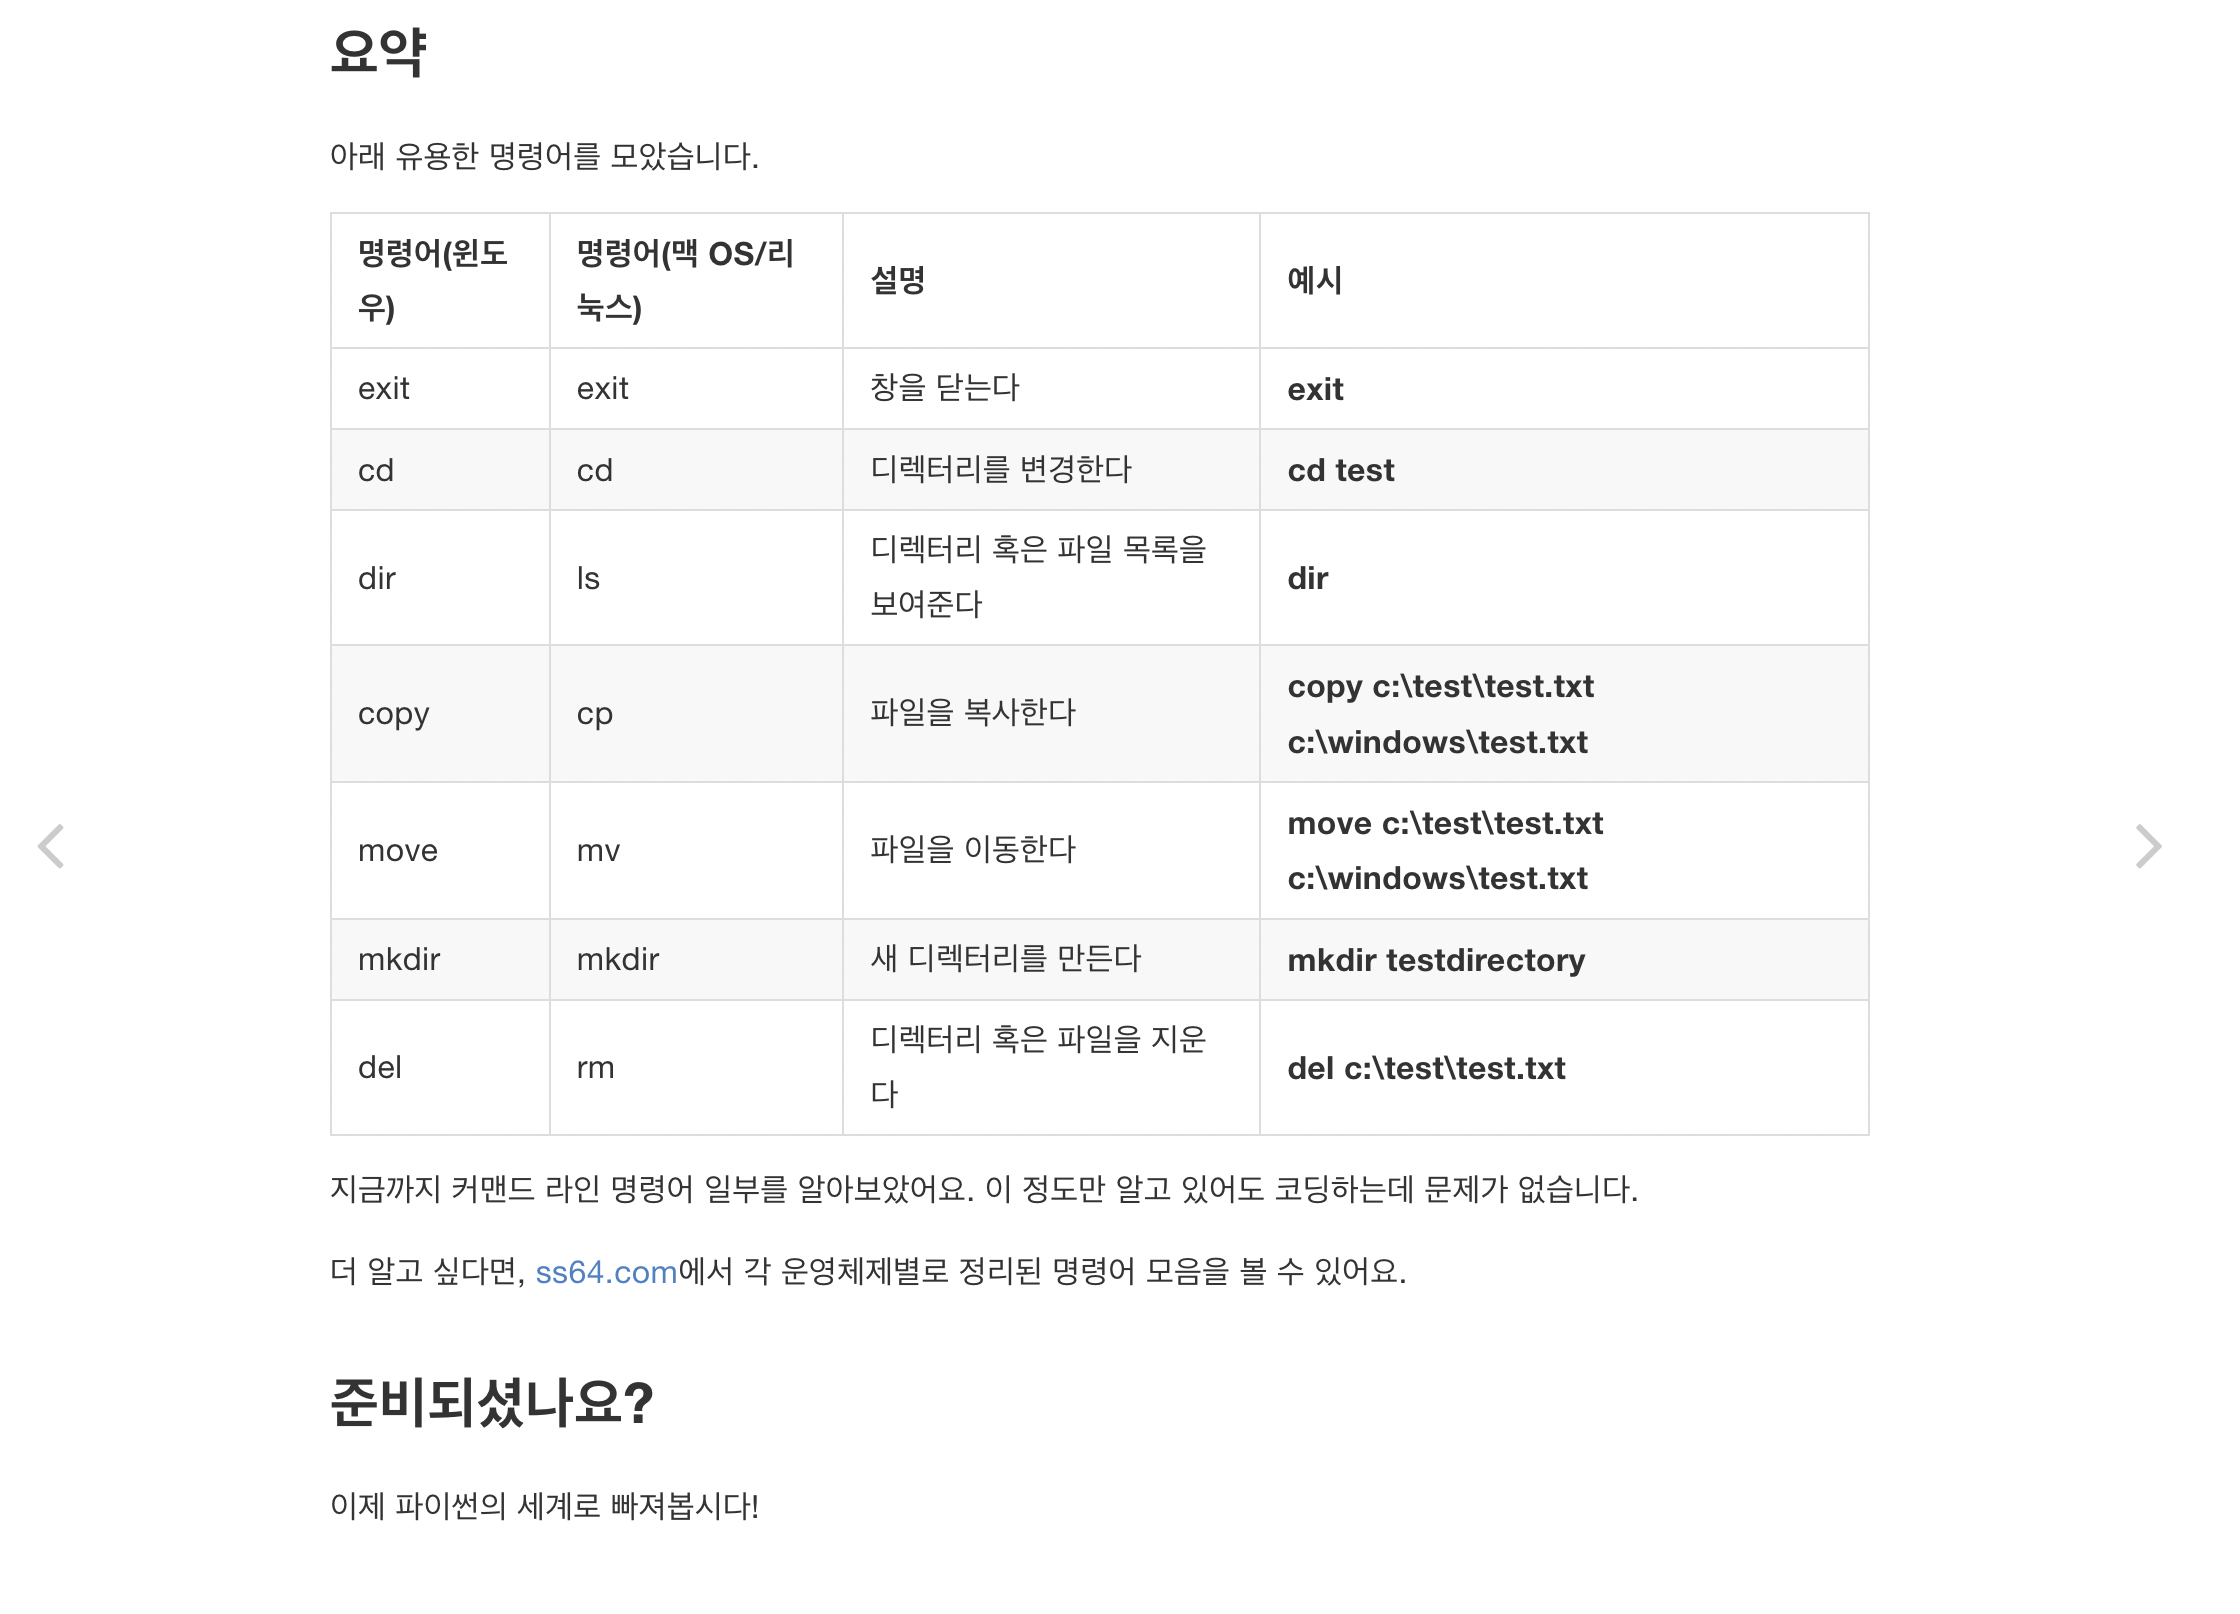 요약
아래 유용한 명령어를 모았습니다.
명령어(윈도
우)
명령어(맥 OS/리
눅스)
설명
예시
exit
exit
창을 닫는다
exit
cd
cd
디렉터리를 변경한다
cd test
dir
ls
디렉터리 혹은 파일 목록을
보여준다
dir
copy
cp
파일을 복사한다
copy c:\test\test.txt
c:\windows\test.txt
move
mv
파일을 이동한다
move c:\test\test.txt
c:\windows\test.txt
mkdir
mkdir
새 디렉터리를 만든다
mkdir testdirectory
del
rm
디렉터리 혹은 파일을 지운
다
del c:\test\test.txt
지금까지 커맨드 라인 명령어 일부를 알아보았어요. 이 정도만 알고 있어도 코딩하는데 문제가 없습니다.
더 알고 싶다면, ss64.com에서 각 운영체제별로 정리된 명령어 모음을 볼 수 있어요.
준비되셨나요?
이제 파이썬의 세계로 빠져봅시다!